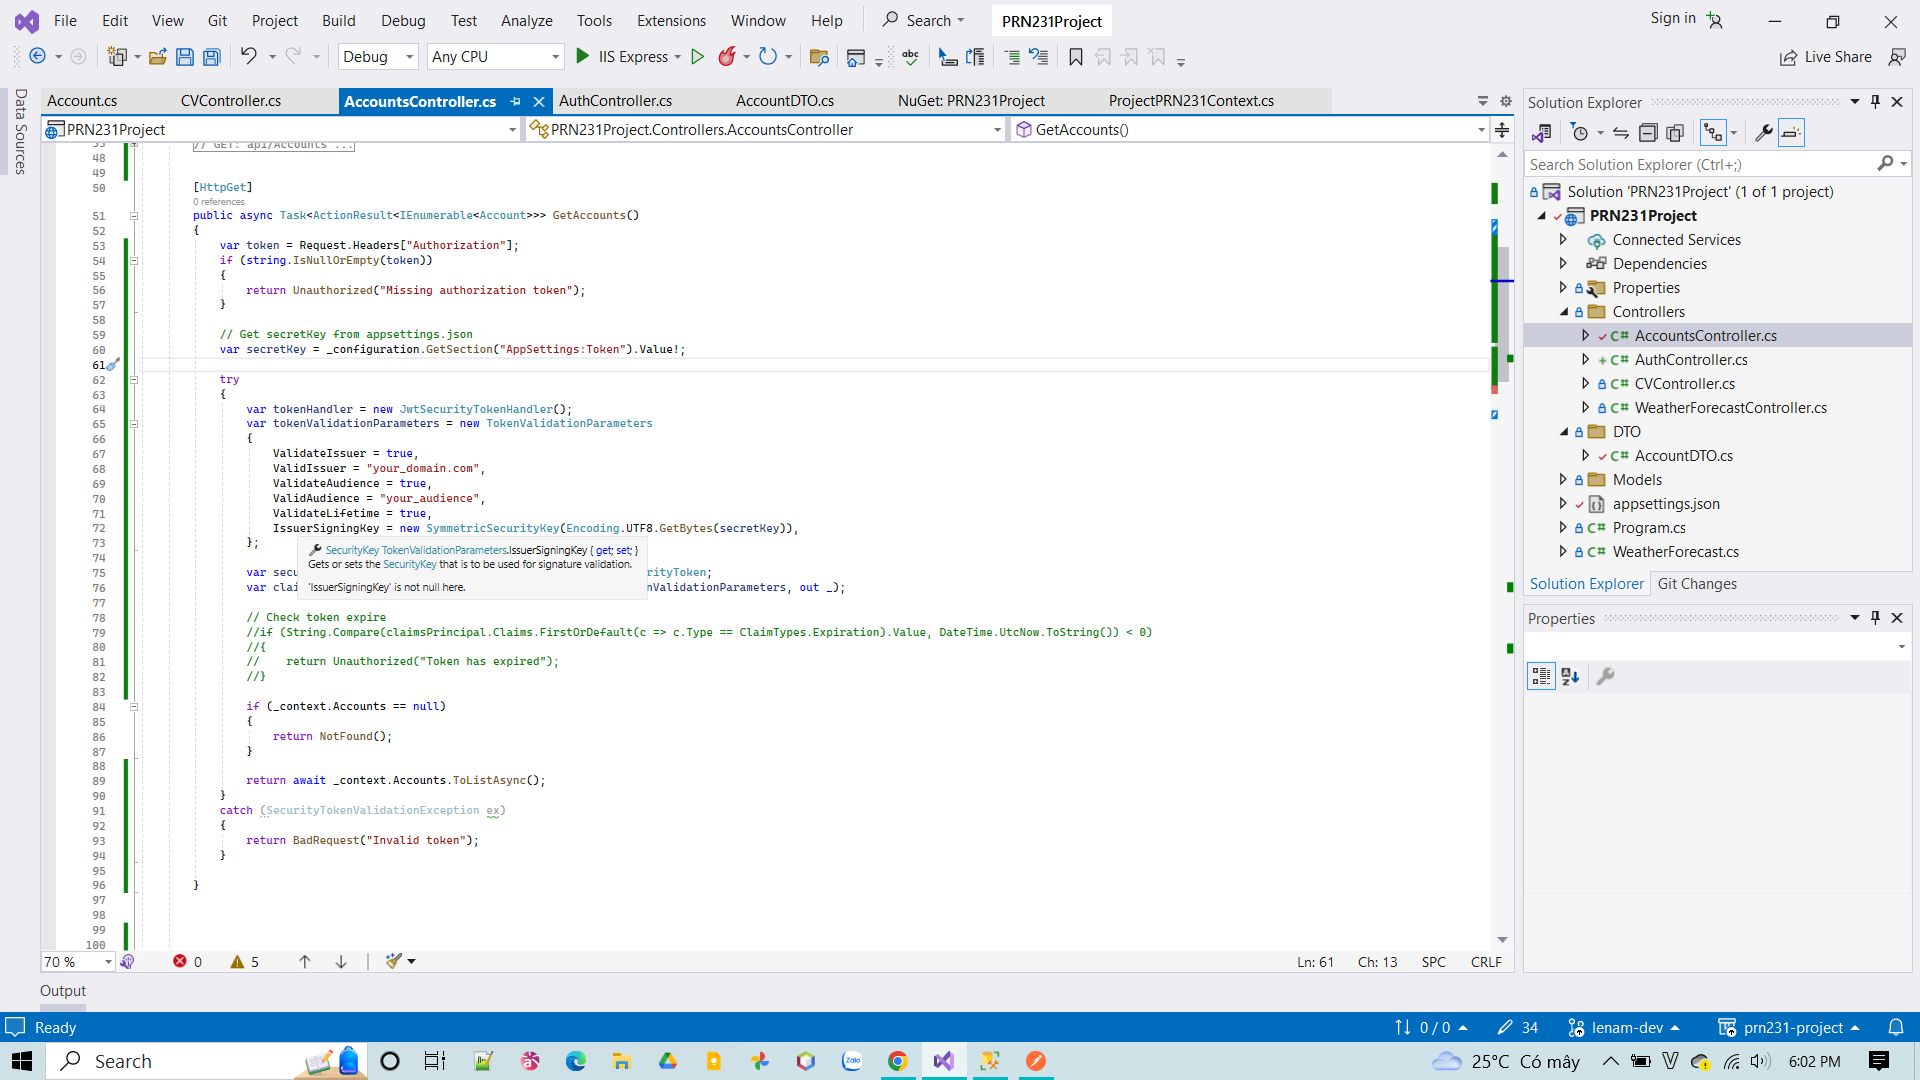 File Edit View Git Project Build Debug Test Analyze Tools Extensions Window Help Search PRN231Project Sign in
Debug Any CPU IIS Express Live Share
Data Sources
Account.cs CVController.cs AccountsController.cs AuthController.cs AccountDTO.cs NuGet: PRN231Project ProjectPRN231Context.cs
PRN231Project PRN231Project.Controllers.AccountsController GetAccounts()
// GET: api/Accounts ...
48
49
50 [HttpGet]
0 references
51 public async Task<ActionResult<IEnumerable<Account>>> GetAccounts()
52 {
53 var token = Request.Headers["Authorization"];
54 if (string.IsNullOrEmpty(token))
55 {
56 return Unauthorized("Missing authorization token");
57 }
58
59 // Get secretKey from appsettings.json
60 var secretKey = _configuration.GetSection("AppSettings:Token").Value!;
61
62 try
63 {
64 var tokenHandler = new JwtSecurityTokenHandler();
65 var tokenValidationParameters = new TokenValidationParameters
66 {
67 ValidateIssuer = true,
68 ValidIssuer = "your_domain.com",
69 ValidateAudience = true,
70 ValidAudience = "your_audience",
71 ValidateLifetime = true,
72 IssuerSigningKey = new SymmetricSecurityKey(Encoding.UTF8.GetBytes(secretKey)),
73 };
SecurityKey TokenValidationParameters.IssuerSigningKey { get; set; }
Gets or sets the SecurityKey that is to be used for signature validation.
'IssuerSigningKey' is not null here.
74
75 var secu rityToken;
76 var clai nValidationParameters, out _);
77
78 // Check token expire
79 //if (String.Compare(claimsPrincipal.Claims.FirstOrDefault(c => c.Type == ClaimTypes.Expiration).Value, DateTime.UtcNow.ToString()) < 0)
80 //{
81 // return Unauthorized("Token has expired");
82 //}
83
84 if (_context.Accounts == null)
85 {
86 return NotFound();
87 }
88
89 return await _context.Accounts.ToListAsync();
90 }
91 catch (SecurityTokenValidationException ex)
92 {
93 return BadRequest("Invalid token");
94 }
95
96 }
97
98
99
100
70 % 0 5 Ln: 61 Ch: 13 SPC CRLF
Output
Solution Explorer
Search Solution Explorer (Ctrl+;)
Solution 'PRN231Project' (1 of 1 project)
PRN231Project
Connected Services
Dependencies
Properties
Controllers
C# AccountsController.cs
C# AuthController.cs
C# CVController.cs
C# WeatherForecastController.cs
DTO
C# AccountDTO.cs
Models
appsettings.json
C# Program.cs
C# WeatherForecast.cs
Solution Explorer Git Changes
Properties
Ready 0 / 0 34 lenam-dev prn231-project
Search 25°C Có mây 6:02 PM